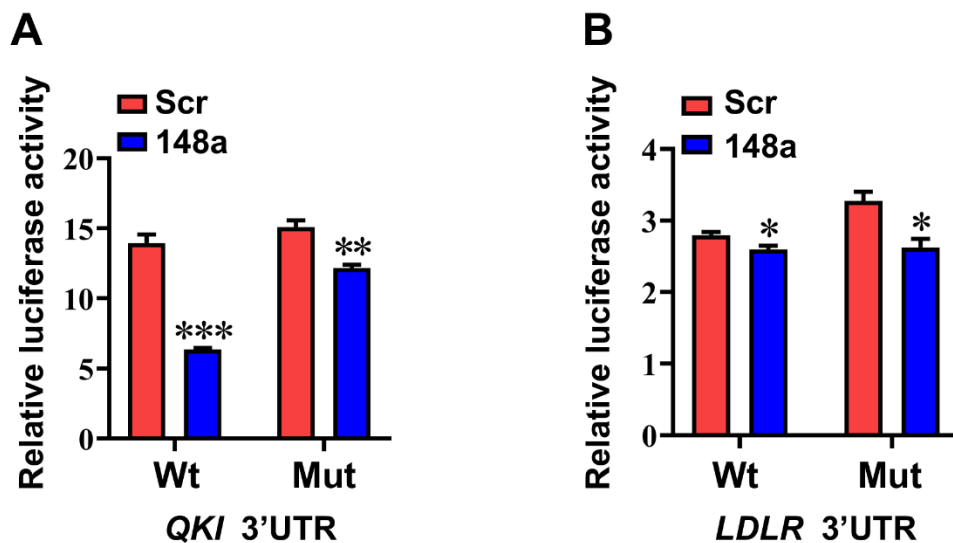 A
Relative luciferase activity
Scr
148a
20
15
10
5
0
***
**
Wt Mut
QKI 3’UTR
B
Relative luciferase activity
Scr
148a
4
3
2
1
0
*
*
Wt Mut
LDLR 3’UTR